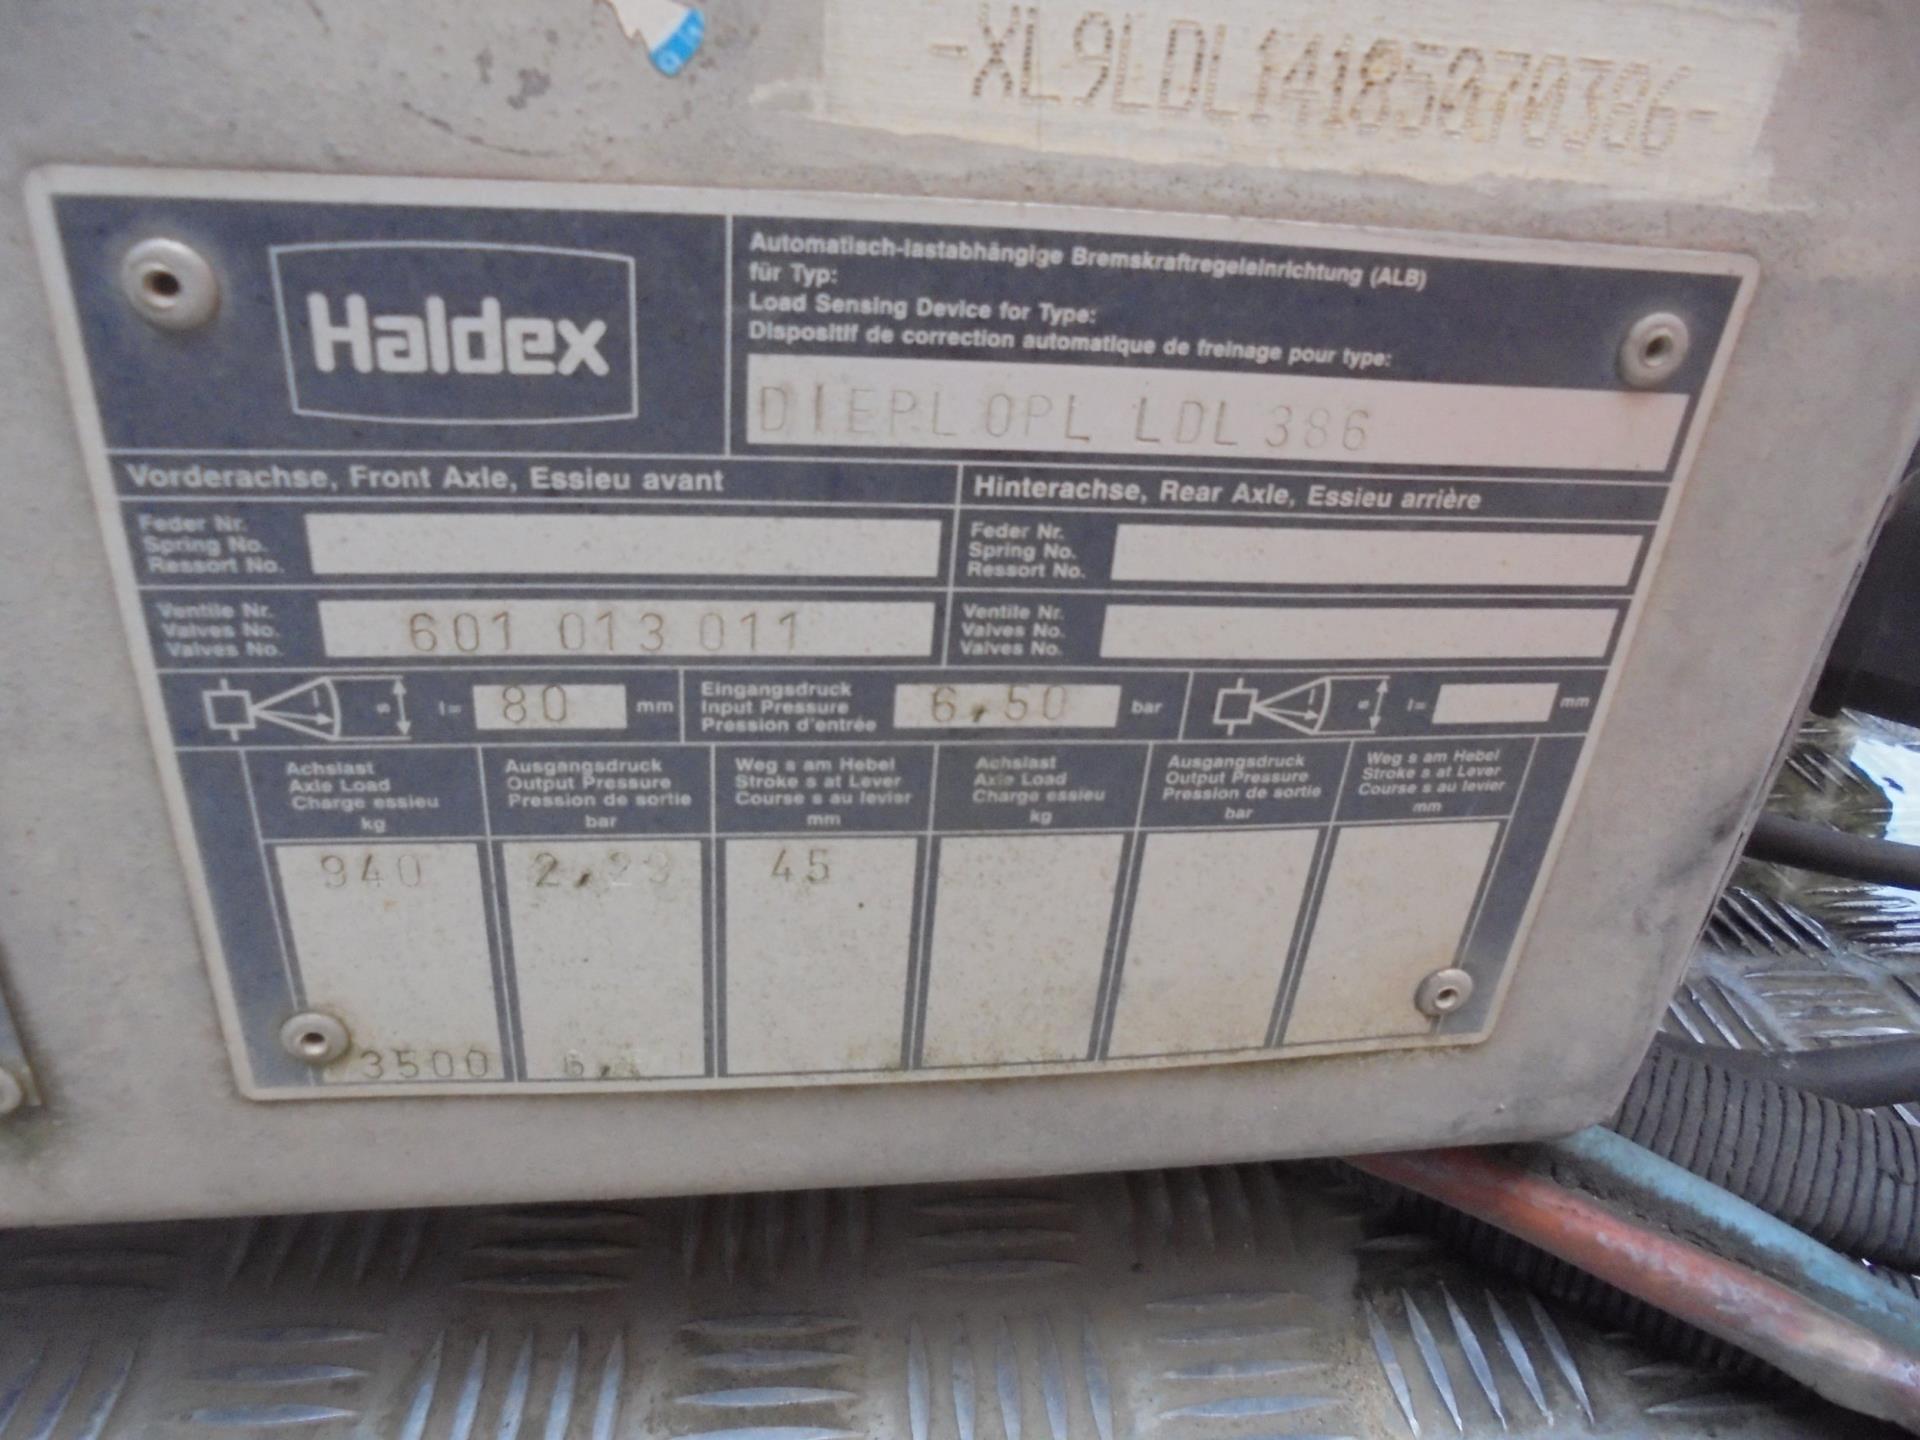 -XL9LDL14185070386-
Haldex
Automatisch-lastabhängige Bremskraftregeleinrichtung (ALB)
für Typ:
Load Sensing Device for Type:
Dispositif de correction automatique de freinage pour type:
DIEPLOPL LDL 386
Vorderachse, Front Axle, Essieu avant
Hinterachse, Rear Axle, Essieu arrière
Feder Nr.
Spring No.
Ressort No.
Feder Nr.
Spring No.
Ressort No.
Ventile Nr.
Valves No.
Valves No.
601 013 011
Ventile Nr.
Valves No.
Valves No.
s
l= 80 mm
Eingangsdruck
Input Pressure
Pression d'entrée
6,50 bar
s
l= mm
Achslast
Axle Load
Charge essieu
kg
Ausgangsdruck
Output Pressure
Pression de sortie
bar
Weg s am Hebel
Stroke s at Lever
Course s au levier
mm
Achslast
Axle Load
Charge essieu
kg
Ausgangsdruck
Output Pressure
Pression de sortie
bar
Weg s am Hebel
Stroke s at Lever
Course s au levier
mm
940 2,29 45
3500